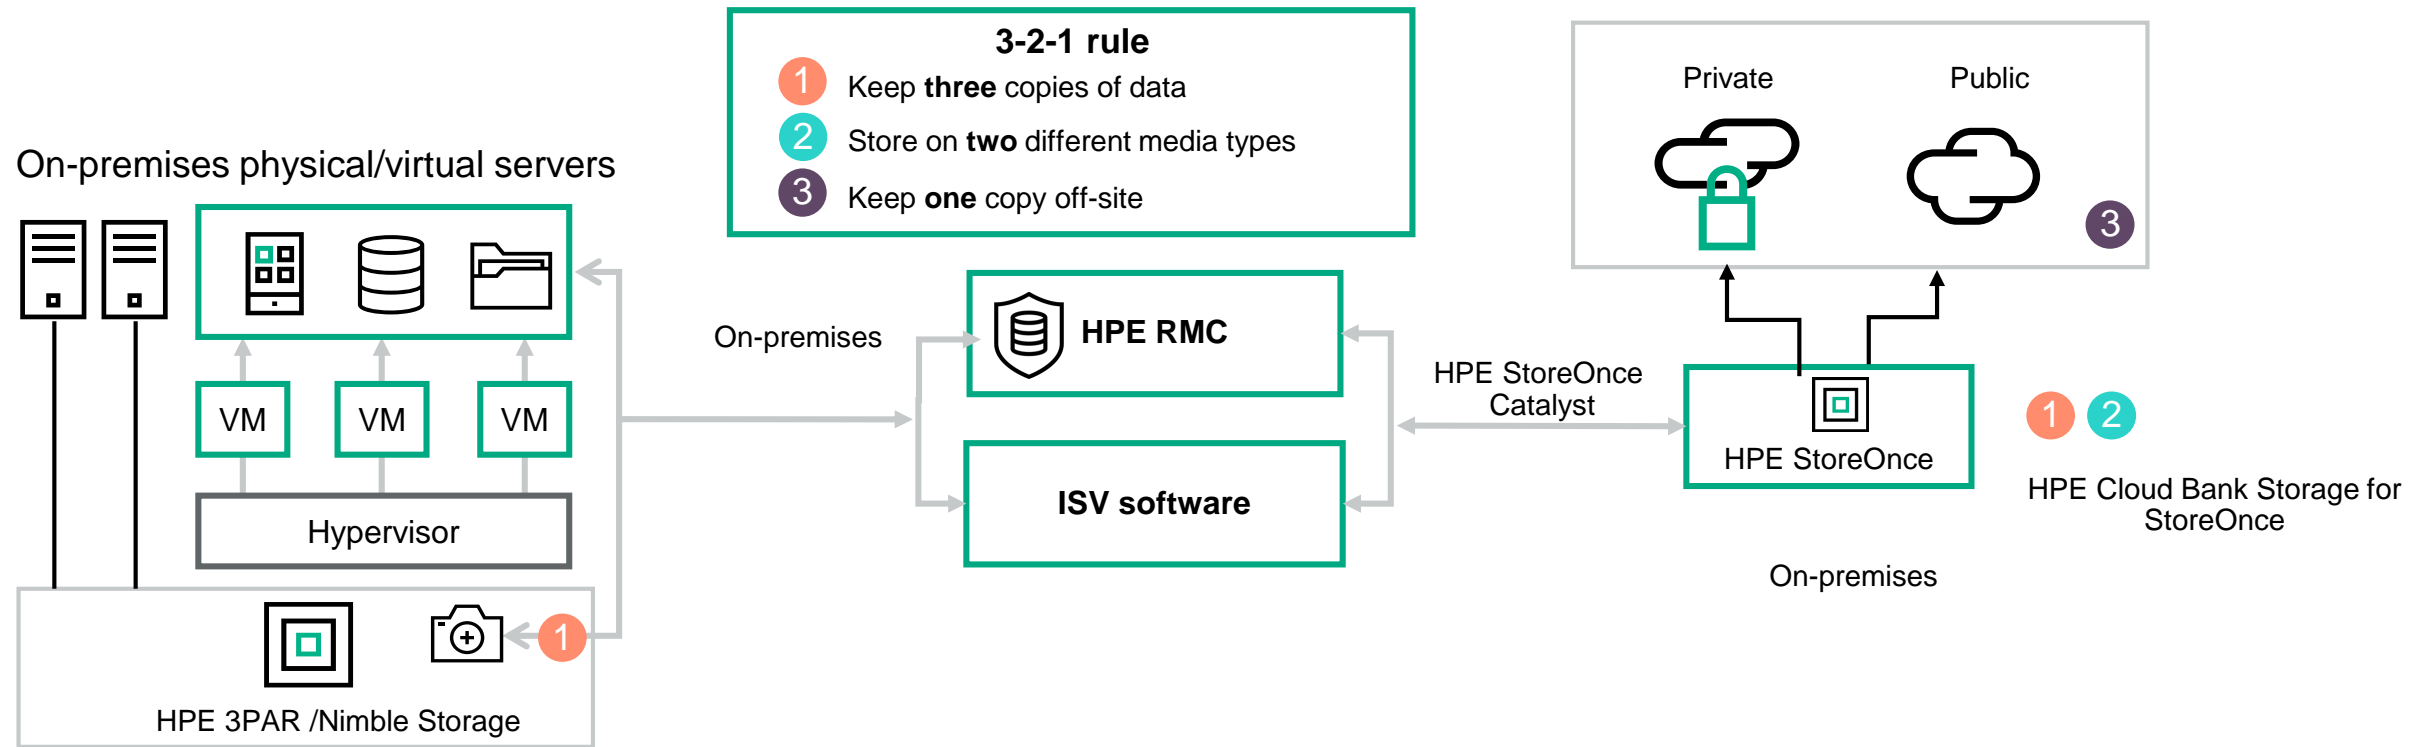 3-2-1 rule
1 Keep three copies of data
2 Store on two different media types
3 Keep one copy off-site
On-premises physical/virtual servers
VM VM VM
Hypervisor
1
HPE 3PAR /Nimble Storage
On-premises
HPE RMC
ISV software
HPE StoreOnce
Catalyst
Private Public
3
HPE StoreOnce
1 2
HPE Cloud Bank Storage for
StoreOnce
On-premises